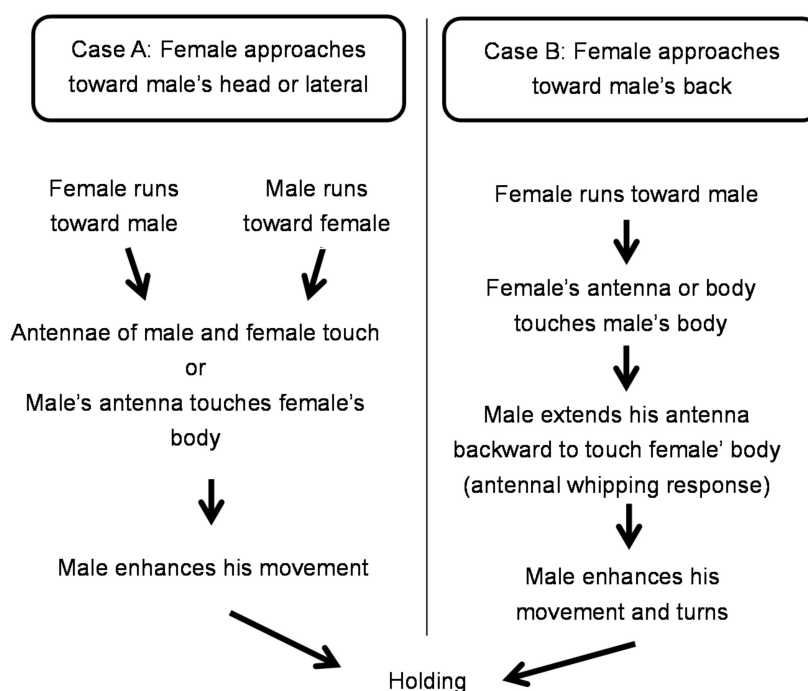 Case A: Female approaches
toward male's head or lateral
Female runs
toward male
Male runs
toward female
Antennae of male and female touch
or
Male's antenna touches female's
body
Male enhances his movement
Case B: Female approaches
toward male's back
Female runs toward male
Female's antenna or body
touches male's body
Male extends his antenna
backward to touch female' body
(antennal whipping response)
Male enhances his
movement and turns
Holding